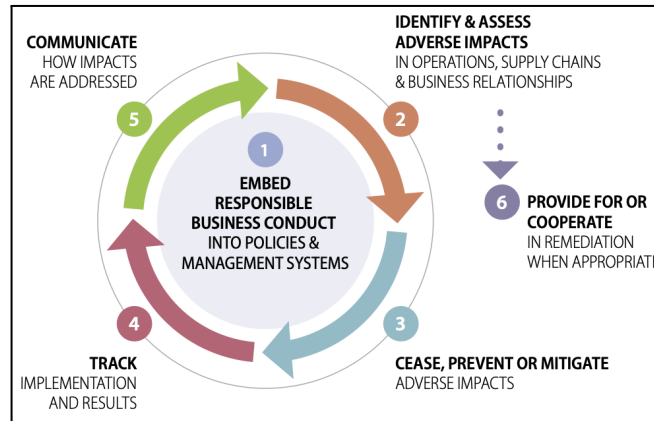 COMMUNICATE
HOW IMPACTS
ARE ADDRESSED
5
IDENTIFY & ASSESS
ADVERSE IMPACTS
IN OPERATIONS, SUPPLY CHAINS
& BUSINESS RELATIONSHIPS
2
1
EMBED
RESPONSIBLE
BUSINESS CONDUCT
INTO POLICIES &
MANAGEMENT SYSTEMS
6
PROVIDE FOR OR
COOPERATE
IN REMEDIATION
WHEN APPROPRIATE
4
TRACK
IMPLEMENTATION
AND RESULTS
3
CEASE, PREVENT OR MITIGATE
ADVERSE IMPACTS